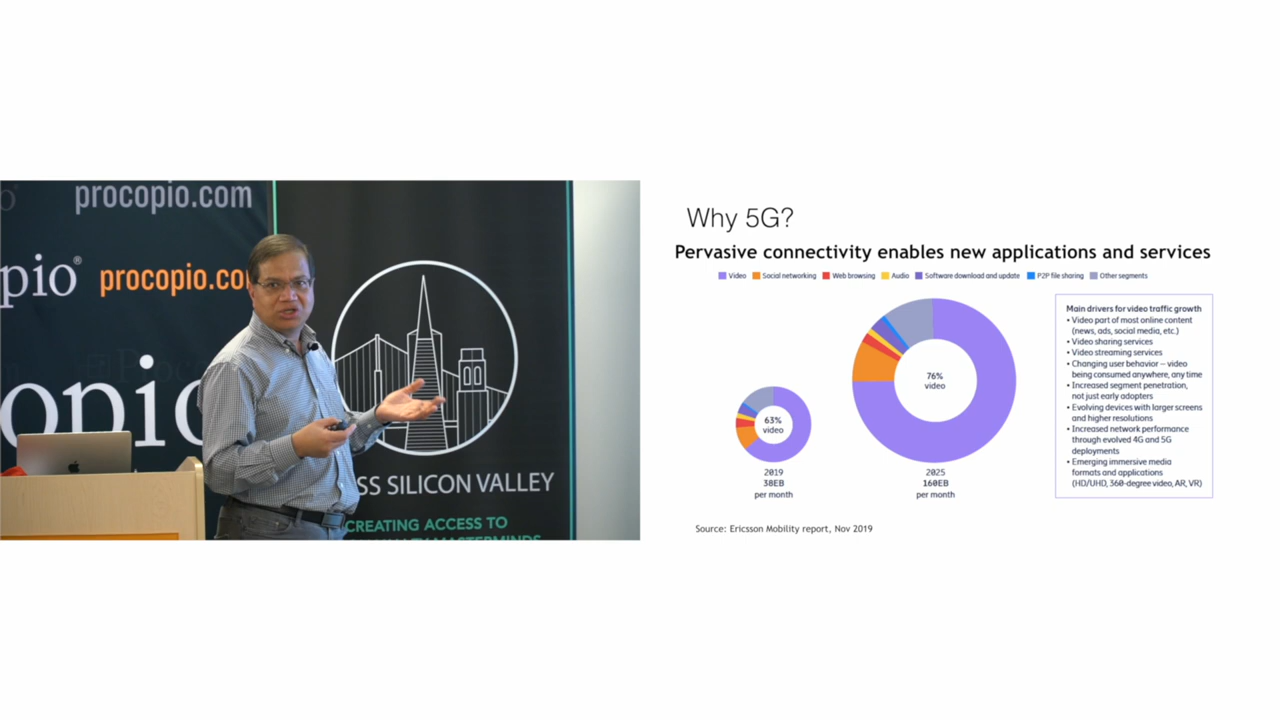 procopio.com
pio® procopio.co
opio
SS SILICON VALLEY
CREATING ACCESS TO
Why 5G?
Pervasive connectivity enables new applications and services
Video Social networking Web browsing Audio Software download and update P2P file sharing Other segments
63%
video
2019
38EB
per month
76%
video
2025
160EB
per month
Main drivers for video traffic growth
• Video part of most online content
(news, ads, social media, etc.)
• Video sharing services
• Video streaming services
• Changing user behavior – video
being consumed anywhere, any time
• Increased segment penetration,
not just early adopters
• Evolving devices with larger screens
and higher resolutions
• Increased network performance
through evolved 4G and 5G
deployments
• Emerging immersive media
formats and applications
(HD/UHD, 360-degree video, AR, VR)
Source: Ericsson Mobility report, Nov 2019